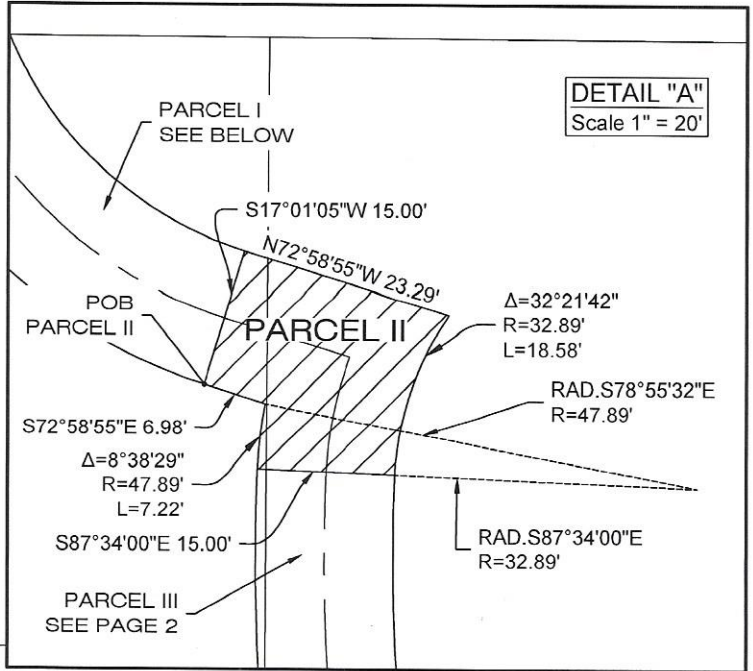 DETAIL "A"
Scale 1" = 20'
PARCEL I
SEE BELOW
S17°01'05"W 15.00'
N72°58'55"W 23.29'
POB
PARCEL II
PARCEL II
Δ=32°21'42"
R=32.89'
L=18.58'
RAD.S78°55'32"E
R=47.89'
S72°58'55"E 6.98'
Δ=8°38'29"
R=47.89'
L=7.22'
S87°34'00"E 15.00'
RAD.S87°34'00"E
R=32.89'
PARCEL III
SEE PAGE 2